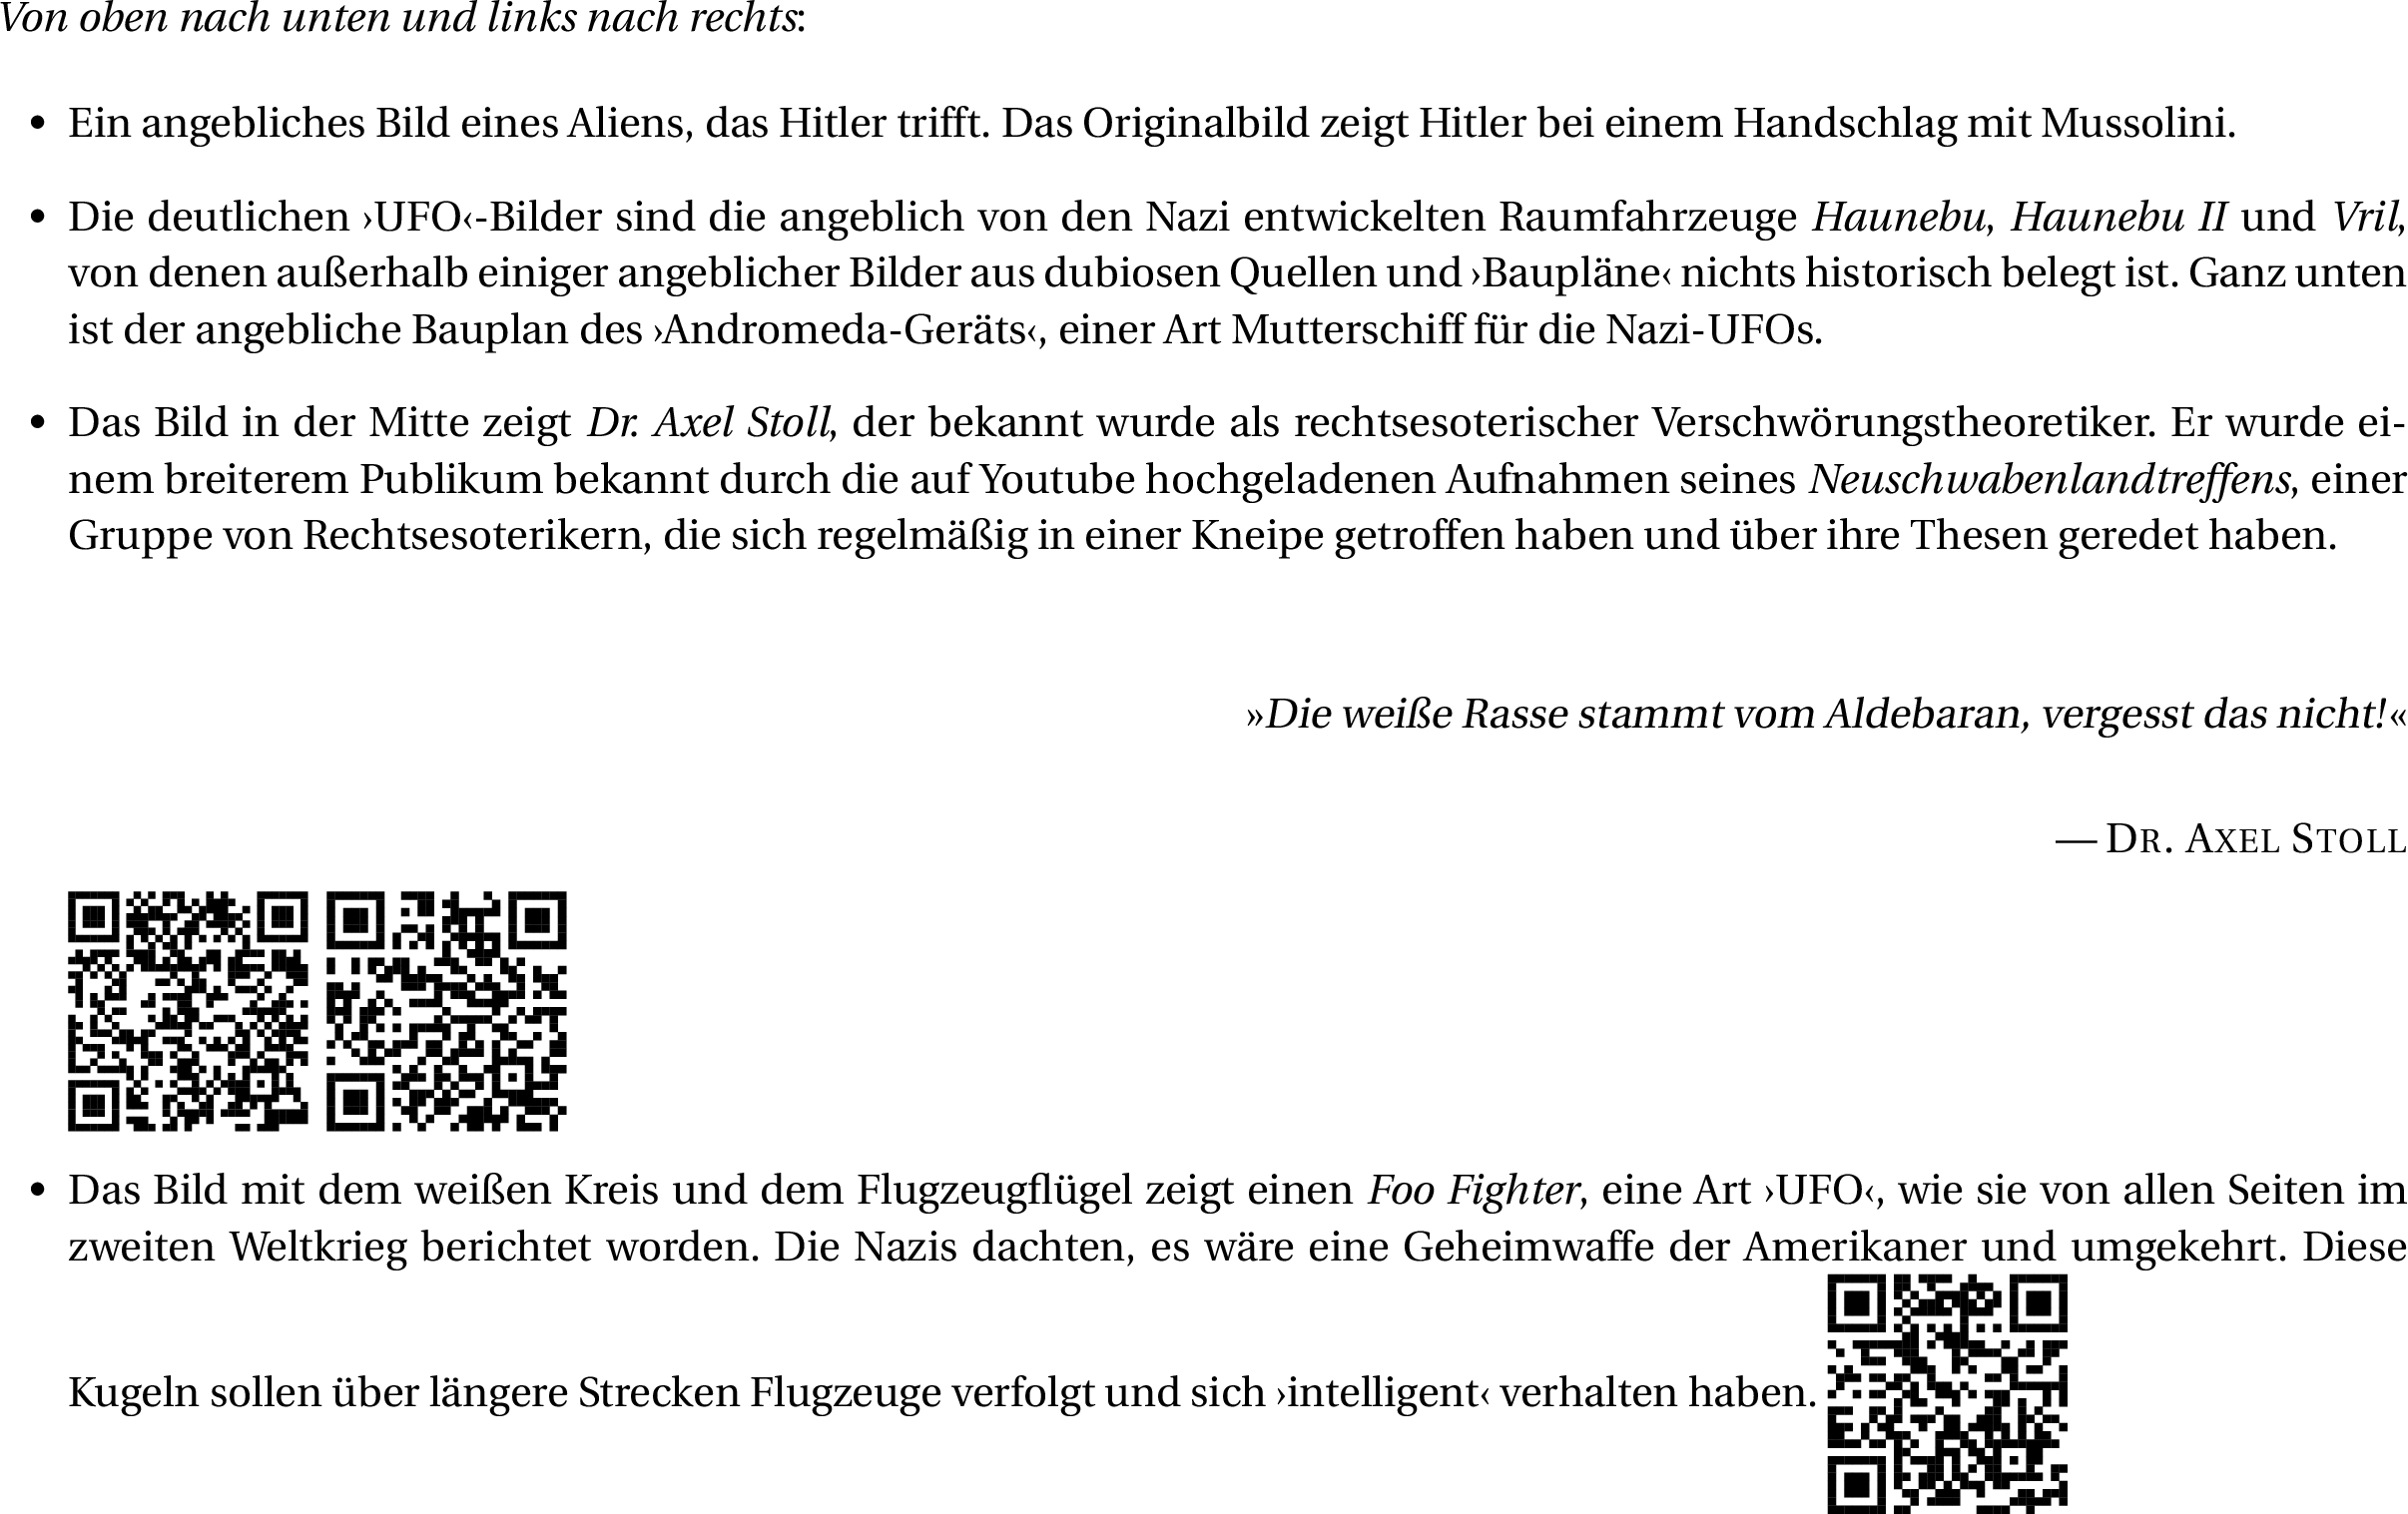 Von oben nach unten und links nach rechts:
• Ein angebliches Bild eines Aliens, das Hitler trifft. Das Originalbild zeigt Hitler bei einem Handschlag mit Mussolini.
• Die deutlichen ›UFO‹-Bilder sind die angeblich von den Nazi entwickelten Raumfahrzeuge Haunebu, Haunebu II und Vril,
von denen außerhalb einiger angeblicher Bilder aus dubiosen Quellen und ›Baupläne‹ nichts historisch belegt ist. Ganz unten
ist der angebliche Bauplan des ›Andromeda-Geräts‹, einer Art Mutterschiff für die Nazi-UFOs.
• Das Bild in der Mitte zeigt Dr. Axel Stoll, der bekannt wurde als rechtsesoterischer Verschwörungstheoretiker. Er wurde ei-
nem breiterem Publikum bekannt durch die auf Youtube hochgeladenen Aufnahmen seines Neuschwabenlandtreffens, einer
Gruppe von Rechtsesoterikern, die sich regelmäßig in einer Kneipe getroffen haben und über ihre Thesen geredet haben.
»Die weiße Rasse stammt vom Aldebaran, vergesst das nicht!«
— DR. AXEL STOLL
• Das Bild mit dem weißen Kreis und dem Flugzeugflügel zeigt einen Foo Fighter, eine Art ›UFO‹, wie sie von allen Seiten im
zweiten Weltkrieg berichtet worden. Die Nazis dachten, es wäre eine Geheimwaffe der Amerikaner und umgekehrt. Diese
Kugeln sollen über längere Strecken Flugzeuge verfolgt und sich ›intelligent‹ verhalten haben.